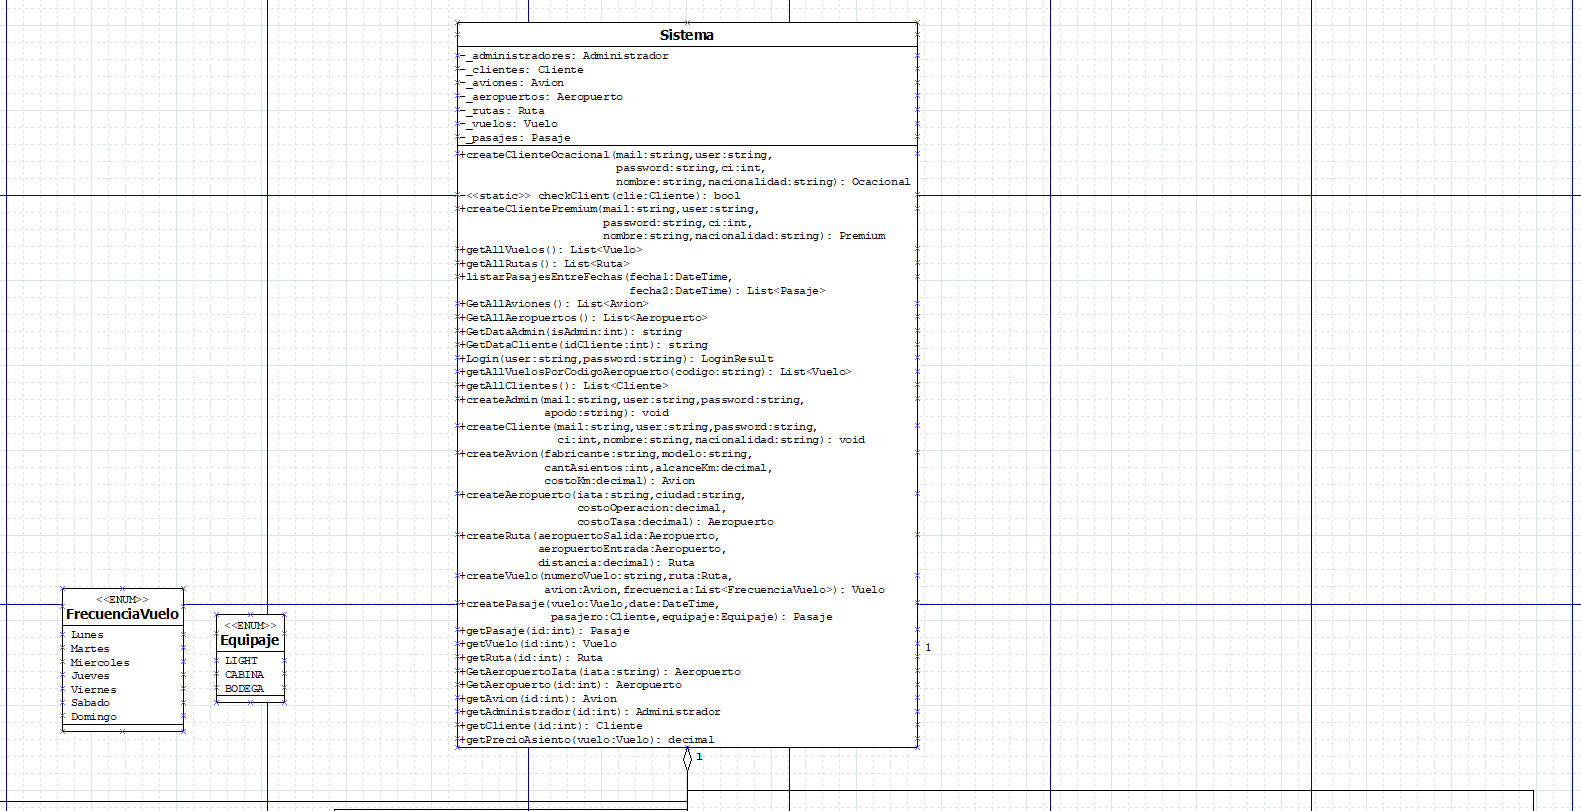 Sistema
-_administradores: Administrador
-_clientes: Cliente
-_aviones: Avion
-_aeropuertos: Aeropuerto
-_rutas: Ruta
-_vuelos: Vuelo
-_pasajes: Pasaje
+createClienteOcacional(mail:string,user:string,
password:string,ci:int,
nombre:string,nacionalidad:string): Ocacional
-<<static>> checkClient(clie:Cliente): bool
+createClientePremium(mail:string,user:string,
password:string,ci:int,
nombre:string,nacionalidad:string): Premium
+getAllVuelos(): List<Vuelo>
+getAllRutas(): List<Ruta>
+listarPasajesEntreFechas(fecha1:DateTime,
fecha2:DateTime): List<Pasaje>
+GetAllAviones(): List<Avion>
+GetAllAeropuertos(): List<Aeropuerto>
+GetDataAdmin(isAdmin:int): string
+GetDataCliente(idCliente:int): string
+Login(user:string,password:string): LoginResult
+getAllVuelosPorCodigoAeropuerto(codigo:string): List<Vuelo>
+getAllClientes(): List<Cliente>
+createAdmin(mail:string,user:string,password:string,
apodo:string): void
+createCliente(mail:string,user:string,password:string,
ci:int,nombre:string,nacionalidad:string): void
+createAvion(fabricante:string,modelo:string,
cantAsientos:int,alcanceKm:decimal,
costoKm:decimal): Avion
+createAeropuerto(iata:string,ciudad:string,
costoOperacion:decimal,
costoTasa:decimal): Aeropuerto
+createRuta(aeropuertoSalida:Aeropuerto,
aeropuertoEntrada:Aeropuerto,
distancia:decimal): Ruta
+createVuelo(numeroVuelo:string,ruta:Ruta,
avion:Avion,frecuencia:List<FrecuenciaVuelo>): Vuelo
+createPasaje(vuelo:Vuelo,date:DateTime,
pasajero:Cliente,equipaje:Equipaje): Pasaje
+getPasaje(id:int): Pasaje
+getVuelo(id:int): Vuelo
+getRuta(id:int): Ruta
+GetAeropuertoIata(iata:string): Aeropuerto
+GetAeropuerto(id:int): Aeropuerto
+getAvion(id:int): Avion
+getAdministrador(id:int): Administrador
+getCliente(id:int): Cliente
+getPrecioAsiento(vuelo:Vuelo): decimal
<<ENUM>>
FrecuenciaVuelo
Lunes
Martes
Miercoles
Jueves
Viernes
Sabado
Domingo
<<ENUM>>
Equipaje
LIGHT
CABINA
BODEGA
1
1